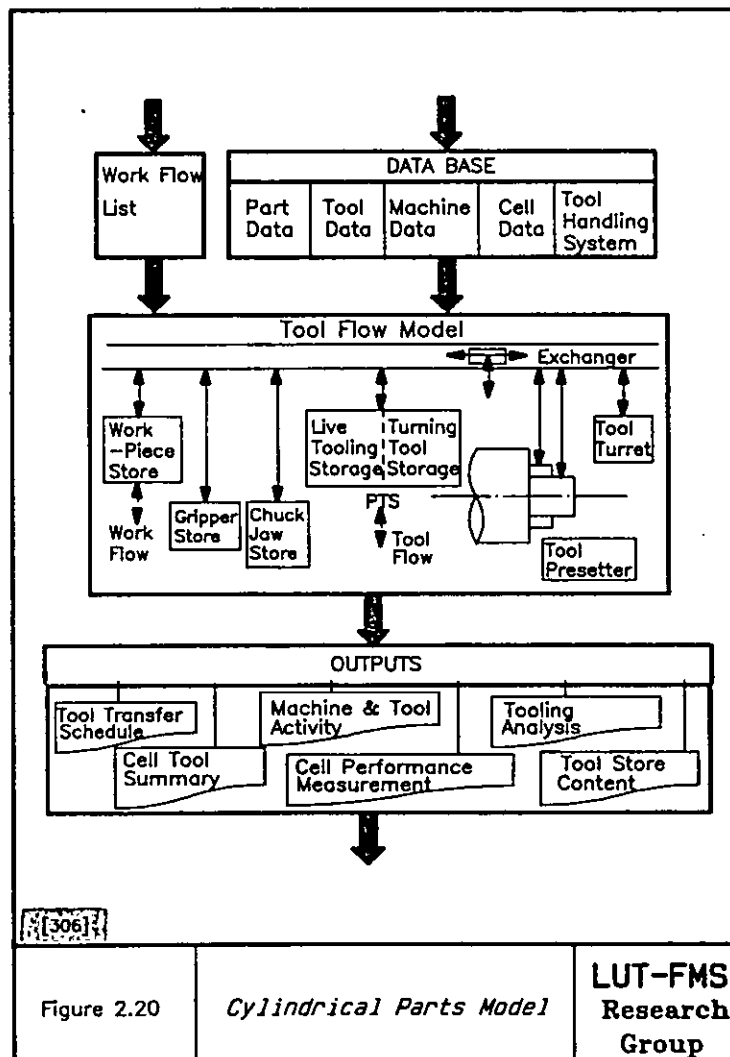 Work Flow
List
DATA BASE
Part
Data
Tool
Data
Machine
Data
Cell
Data
Tool
Handling
System
Tool Flow Model
Exchanger
Work
-Piece
Store
Live
Tooling
Storage
Turning
Tool
Storage
Tool
Turret
PTS
Work
Flow
Gripper
Store
Chuck
Jaw
Store
Tool
Flow
Tool
Presetter
OUTPUTS
Tool Transfer
Schedule
Machine & Tool
Activity
Tooling
Analysis
Cell Tool
Summary
Cell Performance
Measurement
Tool Store
Content
[306]
Figure 2.20
Cylindrical Parts Model
LUT-FMS
Research
Group